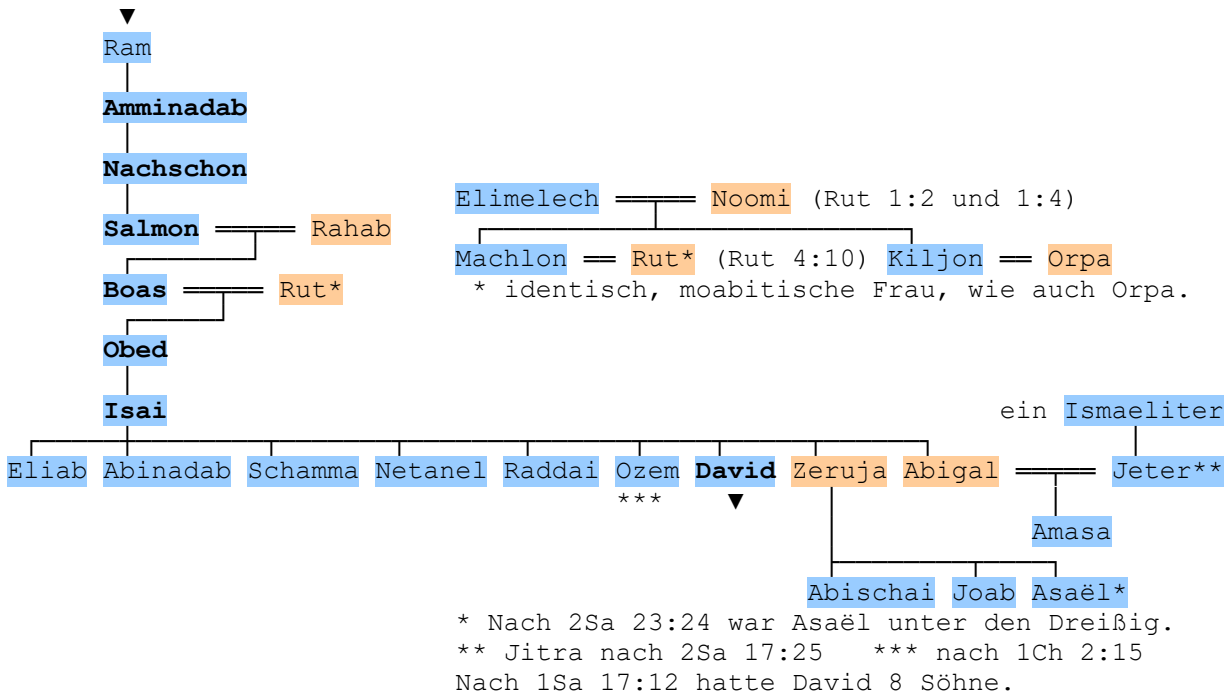 ▼
Ram
Amminadab
Nachschon
Elimelech Noomi (Rut 1:2 und 1:4)
Salmon Rahab
Machlon Rut* (Rut 4:10) Kiljon Orpa
Boas Rut* * identisch, moabitische Frau, wie auch Orpa.
Obed
Isai ein Ismaeliter
Eliab Abinadab Schamma Netanel Raddai Ozem David Zeruja Abigal Jeter**
*** ▼
Amasa
Abischai Joab Asaël*
* Nach 2Sa 23:24 war Asaël unter den Dreißig.
** Jitra nach 2Sa 17:25 *** nach 1Ch 2:15
Nach 1Sa 17:12 hatte David 8 Söhne.